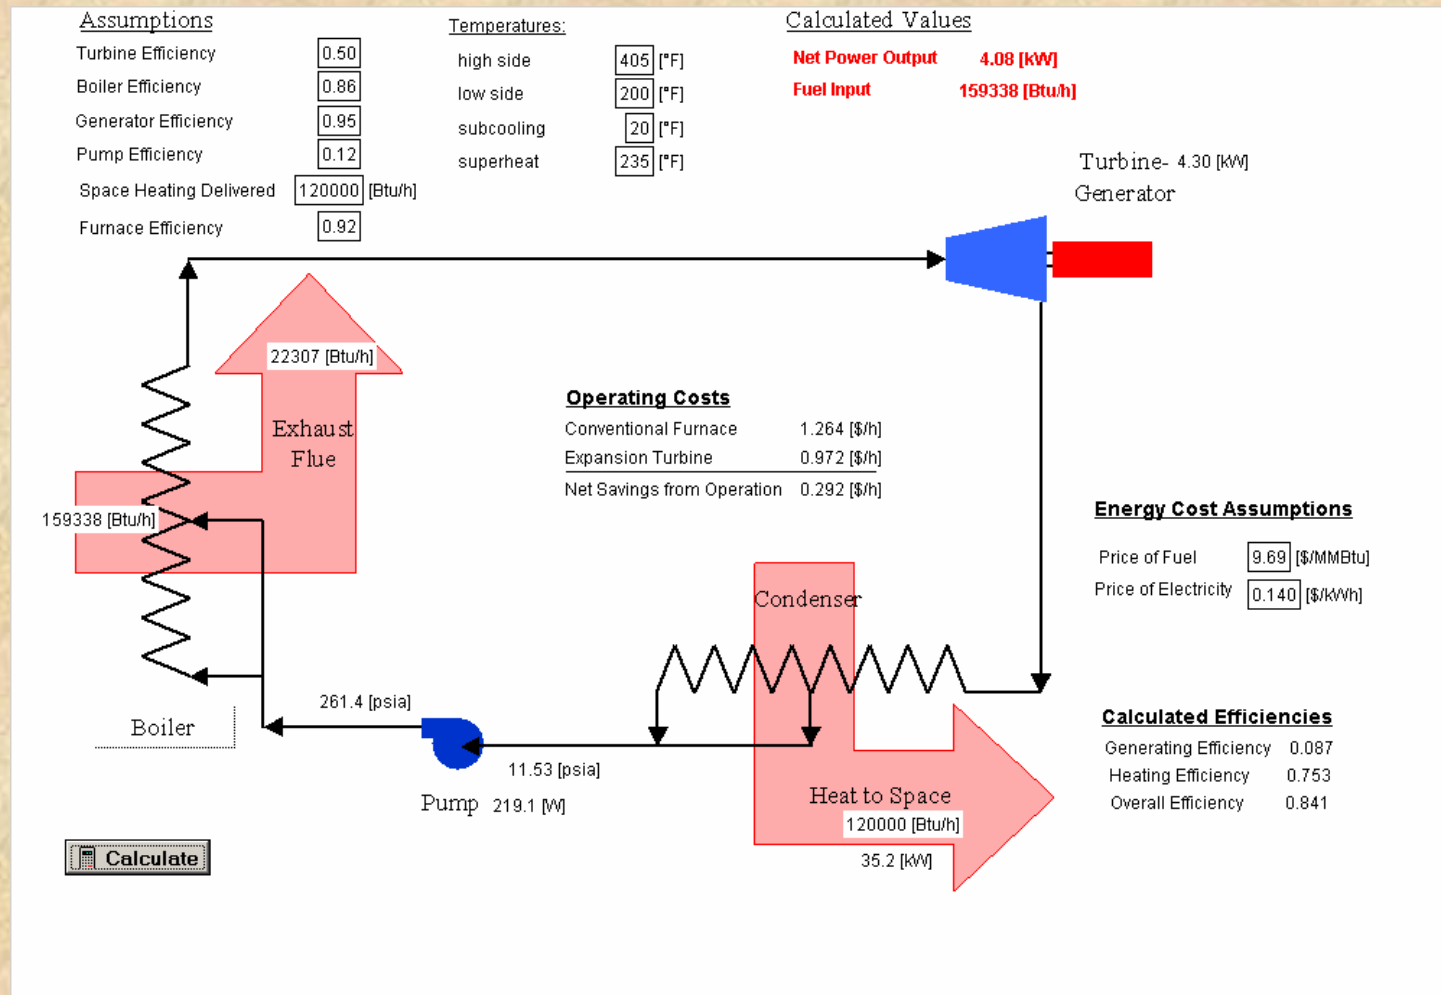 Assumptions
Turbine Efficiency 0.50
Boiler Efficiency 0.86
Generator Efficiency 0.95
Pump Efficiency 0.12
Space Heating Delivered 120000 [Btu/h]
Furnace Efficiency 0.92
Temperatures:
high side 405 [°F]
low side 200 [°F]
subcooling 20 [°F]
superheat 235 [°F]
Calculated Values
Net Power Output 4.08 [kW]
Fuel Input 159338 [Btu/h]
Turbine- 4.30 [kW]
Generator
22307 [Btu/h]
Exhaust
Flue
159338 [Btu/h]
Operating Costs
Conventional Furnace 1.264 [$/h]
Expansion Turbine 0.972 [$/h]
Net Savings from Operation 0.292 [$/h]
Energy Cost Assumptions
Price of Fuel 9.69 [$/MMBtu]
Price of Electricity 0.140 [$/kWh]
Condenser
261.4 [psia]
Boiler
11.53 [psia]
Pump 219.1 [W]
Heat to Space
120000 [Btu/h]
35.2 [kW]
Calculated Efficiencies
Generating Efficiency 0.087
Heating Efficiency 0.753
Overall Efficiency 0.841
Calculate